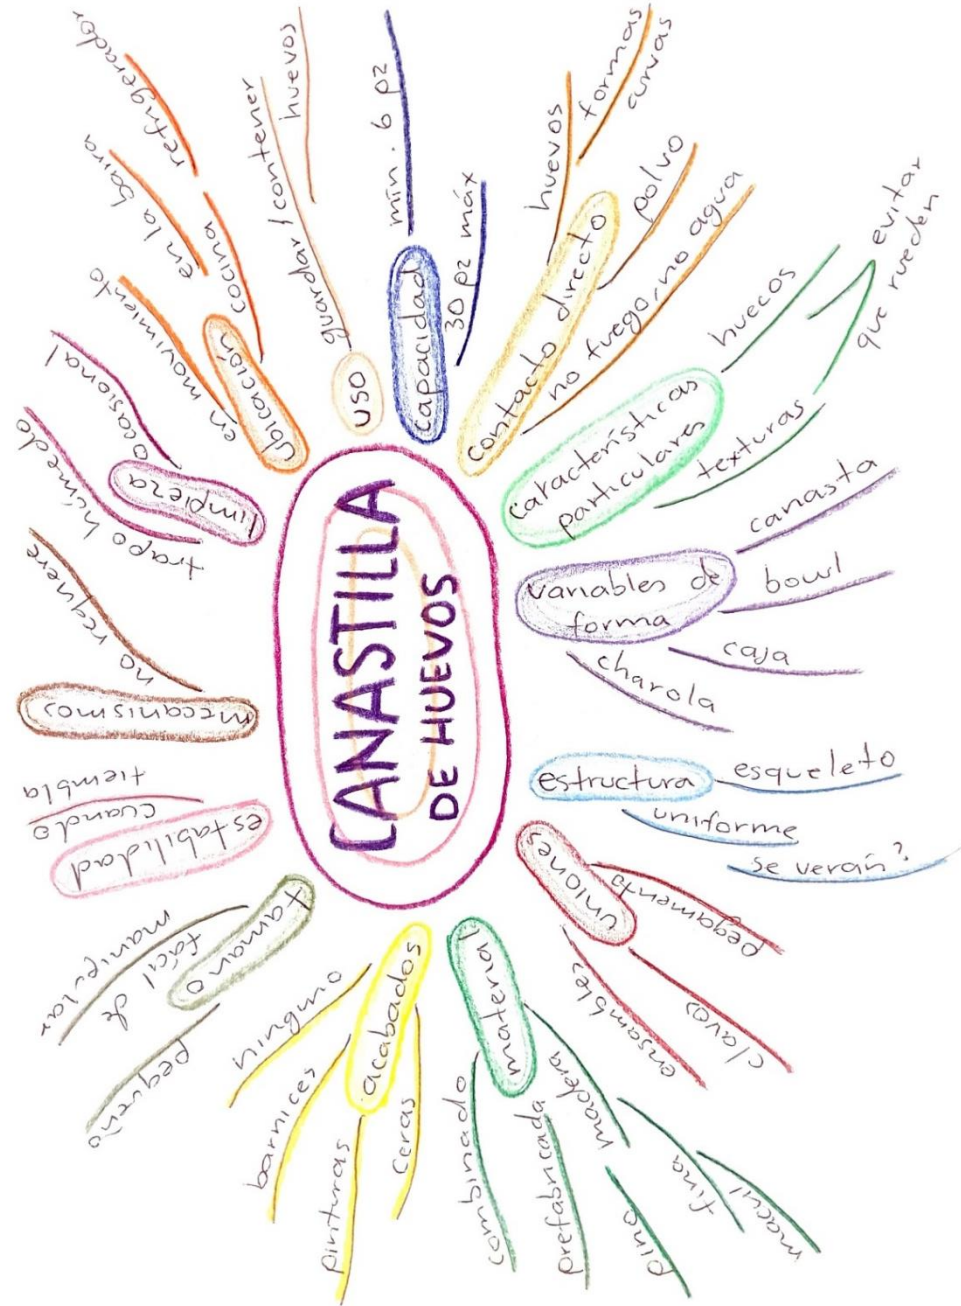 CANASTILLA
DE HUEVOS
uso
guardar/contener
huevos
capacidad
mín. 6 pz
30 pz máx
contacto directo
huevos
formas
curvas
polvo
no fuego, no agua
características
particulares
huecos
texturas
evitar
que rueden
variables de
forma
canasta
bowl
caja
charola
estructura
esqueleto
uniforme
se verán?
uniones
pegamento
clavos
ensambles
material
madera
fina
macuil
pino
prefabricada
combinado
acabados
ceras
pinturas
barnices
ninguno
tamaño
fácil de
manipular
pequeño
estabilidad
cuando
tiembla
mecanismos
no requiere
limpieza
ocasional
trapo húmedo
Ubicación
cocina
refrigerador
en la barra
en movimiento